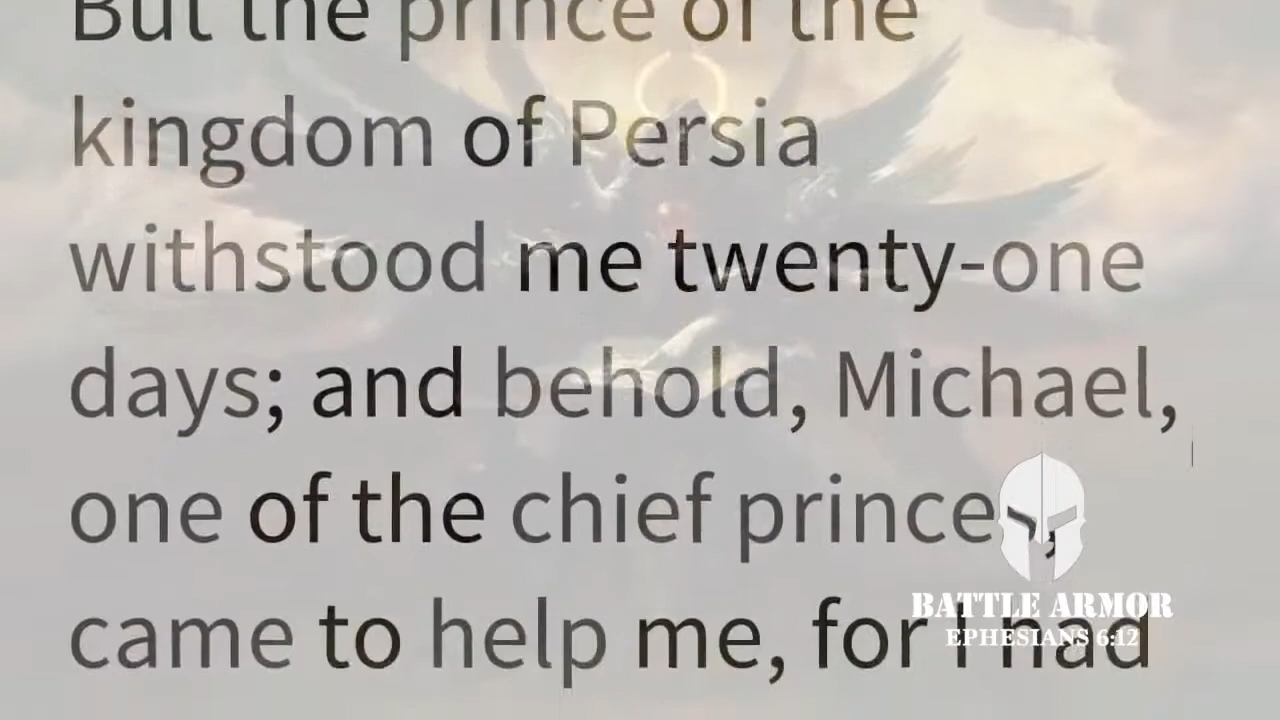 But the prince of the
kingdom of Persia
withstood me twenty-one
days; and behold, Michael,
one of the chief princes,
came to help me, for I had
BATTLE ARMOR
EPHESIANS 6:12